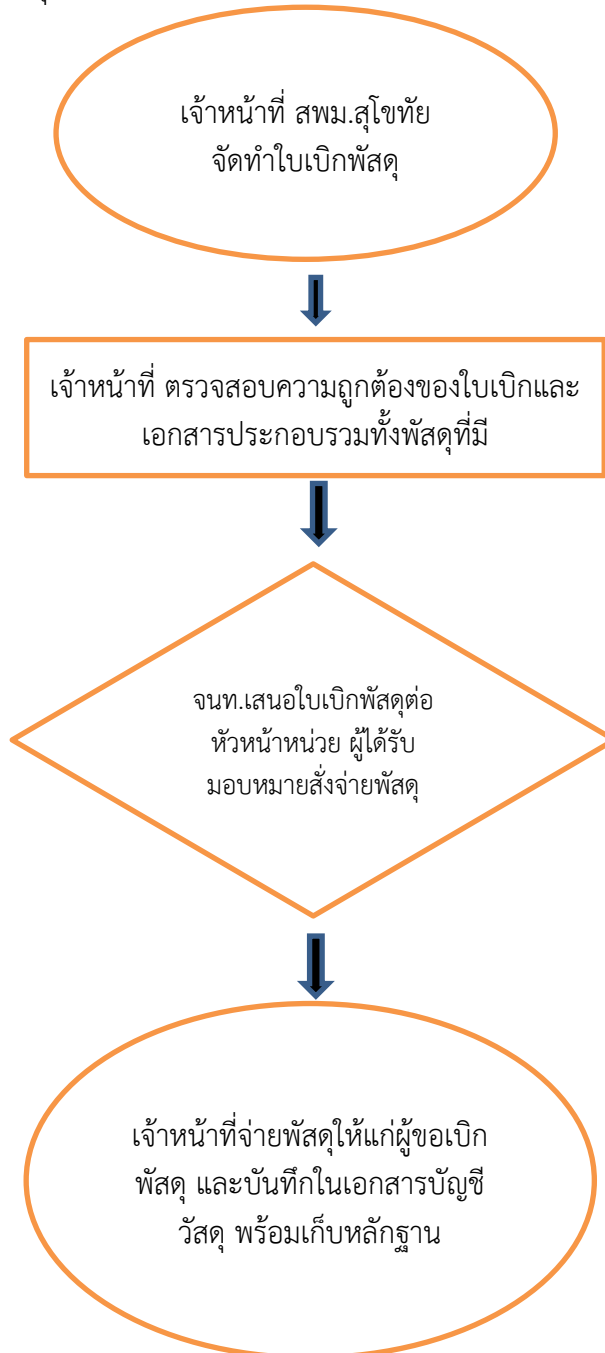 เจ้าหน้าที่ สพม.สุโขทัย
จัดทำใบเบิกพัสดุ
เจ้าหน้าที่ ตรวจสอบความถูกต้องของใบเบิกและ
เอกสารประกอบรวมทั้งพัสดุที่มี
จนท.เสนอใบเบิกพัสดุต่อ
หัวหน้าหน่วย ผู้ได้รับ
มอบหมายสั่งจ่ายพัสดุ
เจ้าหน้าที่จ่ายพัสดุให้แก่ผู้ขอเบิก
พัสดุ และบันทึกในเอกสารบัญชี
วัสดุ พร้อมเก็บหลักฐาน